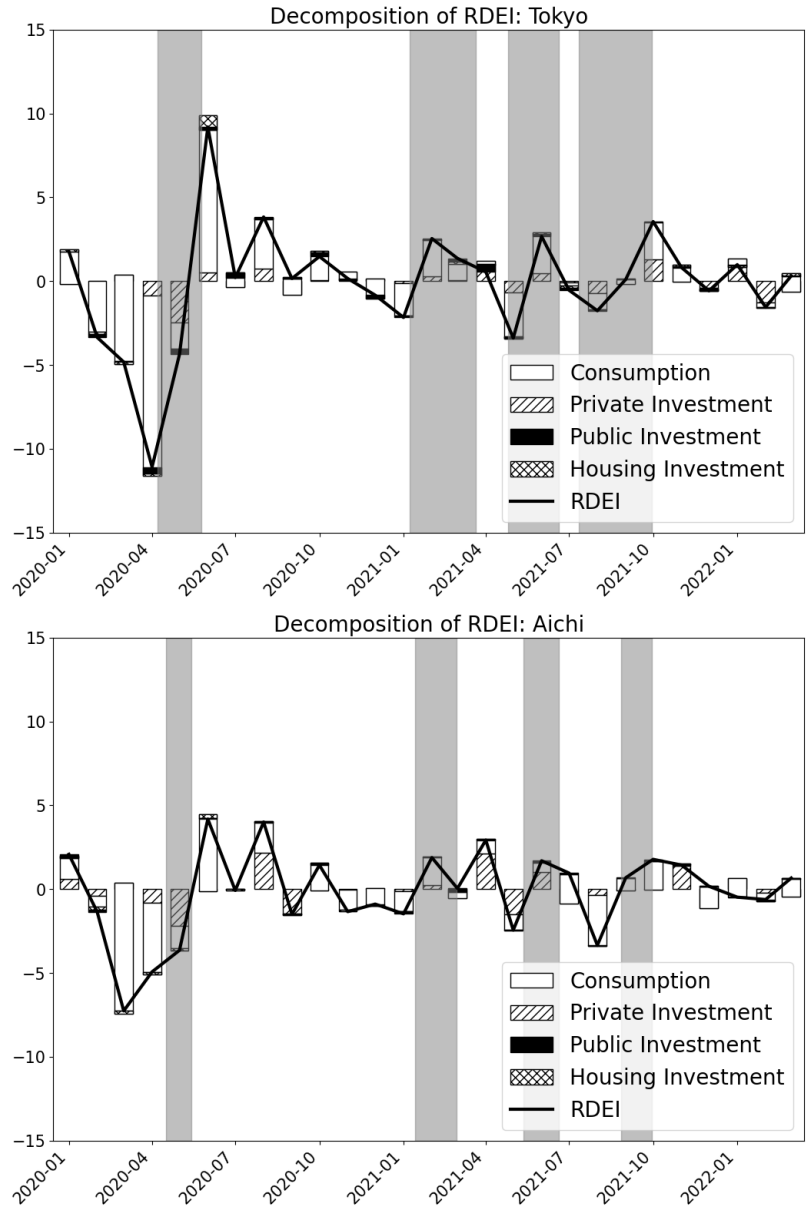 Decomposition of RDEI: Tokyo
15
10
5
0
−5
−10
−15
Consumption
Private Investment
Public Investment
Housing Investment
RDEI
2020-01
2020-04
2020-07
2020-10
2021-01
2021-04
2021-07
2021-10
2022-01
Decomposition of RDEI: Aichi
15
10
5
0
−5
−10
−15
Consumption
Private Investment
Public Investment
Housing Investment
RDEI
2020-01
2020-04
2020-07
2020-10
2021-01
2021-04
2021-07
2021-10
2022-01